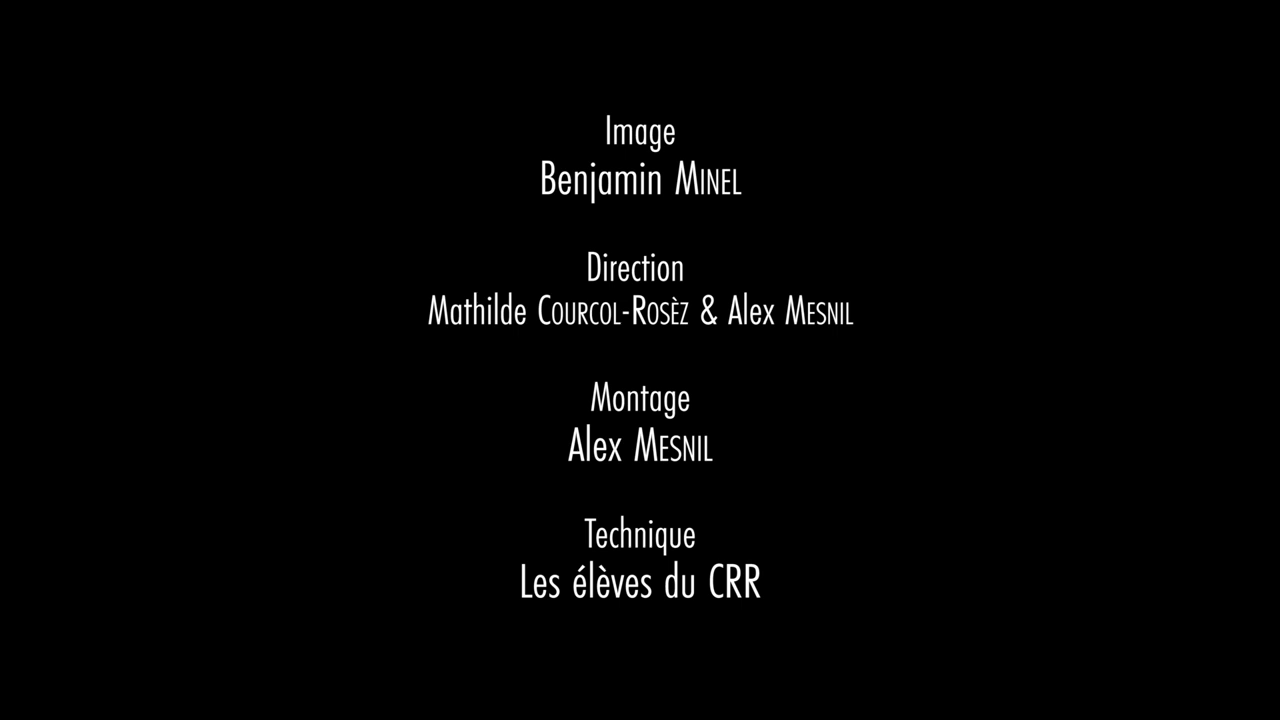 Image
Benjamin MINEL
Direction
Mathilde COURCOL-ROSÈZ & Alex MESNIL
Montage
Alex MESNIL
Technique
Les élèves du CRR